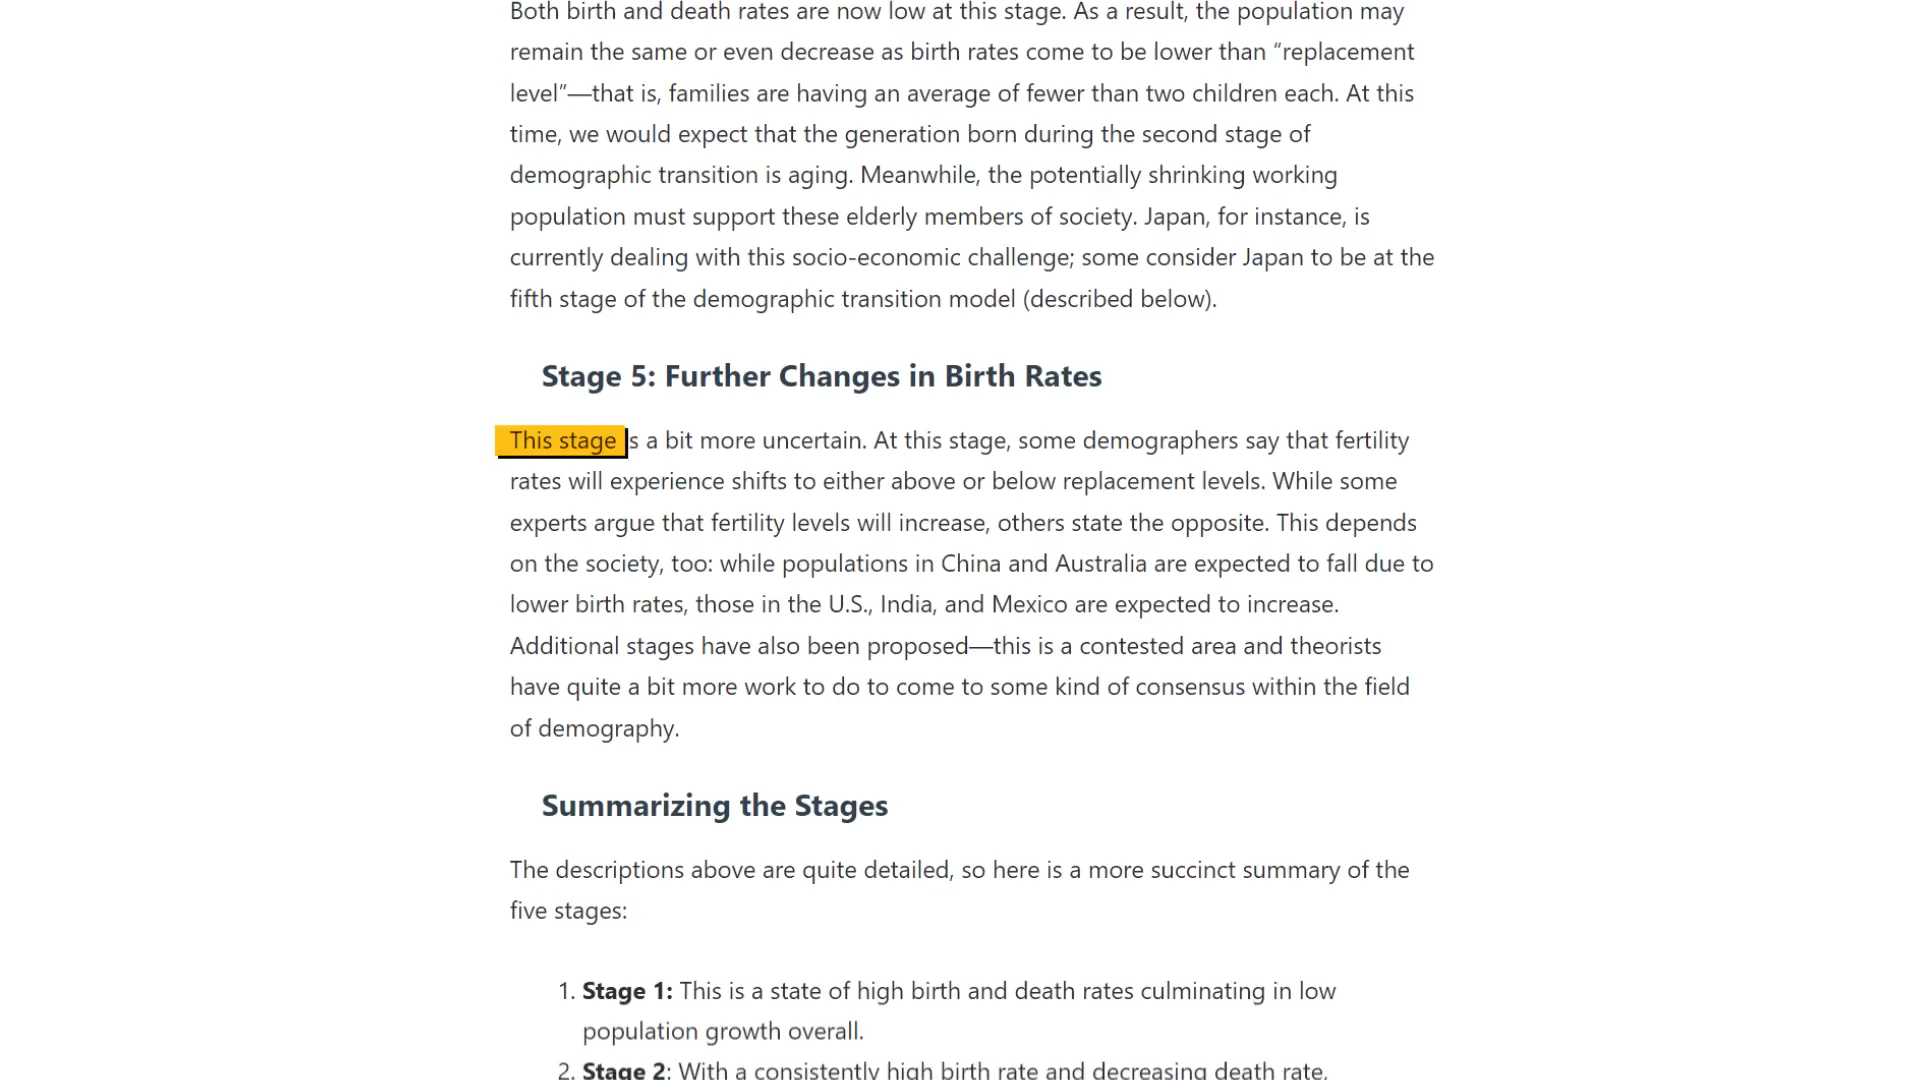 Both birth and death rates are now low at this stage. As a result, the population may
remain the same or even decrease as birth rates come to be lower than “replacement
level”—that is, families are having an average of fewer than two children each. At this
time, we would expect that the generation born during the second stage of
demographic transition is aging. Meanwhile, the potentially shrinking working
population must support these elderly members of society. Japan, for instance, is
currently dealing with this socio-economic challenge; some consider Japan to be at the
fifth stage of the demographic transition model (described below).
Stage 5: Further Changes in Birth Rates
This stage is a bit more uncertain. At this stage, some demographers say that fertility
rates will experience shifts to either above or below replacement levels. While some
experts argue that fertility levels will increase, others state the opposite. This depends
on the society, too: while populations in China and Australia are expected to fall due to
lower birth rates, those in the U.S., India, and Mexico are expected to increase.
Additional stages have also been proposed—this is a contested area and theorists
have quite a bit more work to do to come to some kind of consensus within the field
of demography.
Summarizing the Stages
The descriptions above are quite detailed, so here is a more succinct summary of the
five stages:
1. Stage 1: This is a state of high birth and death rates culminating in low
population growth overall.
2. Stage 2: With a consistently high birth rate and decreasing death rate,